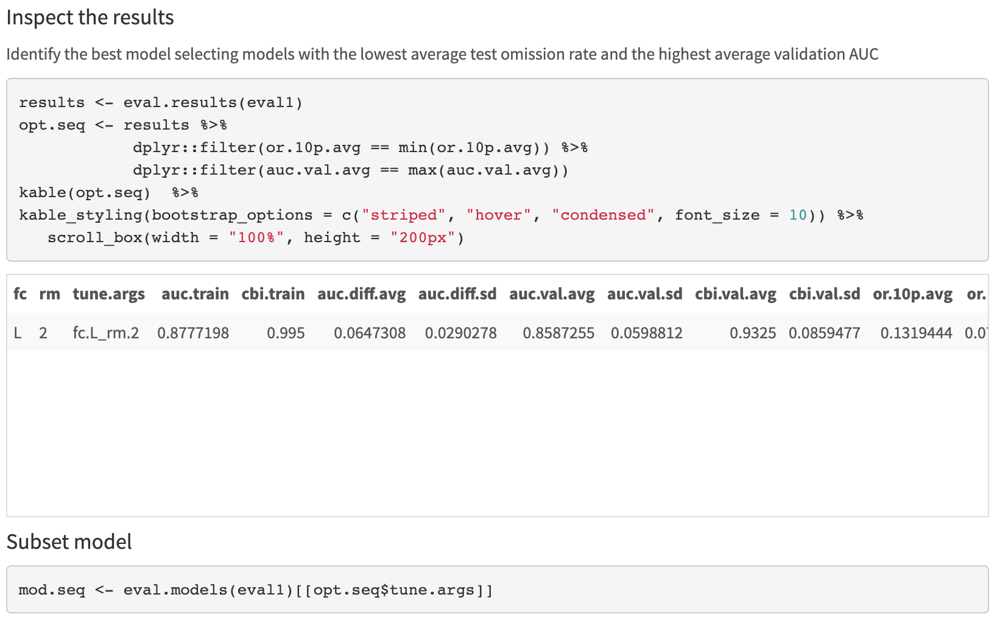 Inspect the results
Identify the best model selecting models with the lowest average test omission rate and the highest average validation AUC
results <- eval.results(eval1)
opt.seq <- results %>%
dplyr::filter(or.10p.avg == min(or.10p.avg)) %>%
dplyr::filter(auc.val.avg == max(auc.val.avg))
kable(opt.seq)  %>%
kable_styling(bootstrap_options = c("striped", "hover", "condensed", font_size = 10)) %>%
scroll_box(width = "100%", height = "200px")
fc rm tune.args auc.train cbi.train auc.diff.avg auc.diff.sd auc.val.avg auc.val.sd cbi.val.avg cbi.val.sd or.10p.avg or.
L 2 fc.L_rm.2 0.8777198 0.995 0.0647308 0.0290278 0.8587255 0.0598812 0.9325 0.0859477 0.1319444 0.0
Subset model
mod.seq <- eval.models(eval1)[[opt.seq$tune.args]]